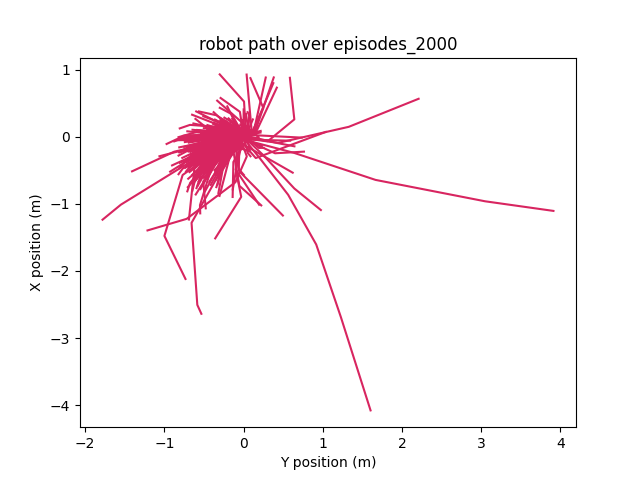 robot path over episodes_2000
1
0
−1
−2
−3
−4
X position (m)
−2 −1 0 1 2 3 4
Y position (m)